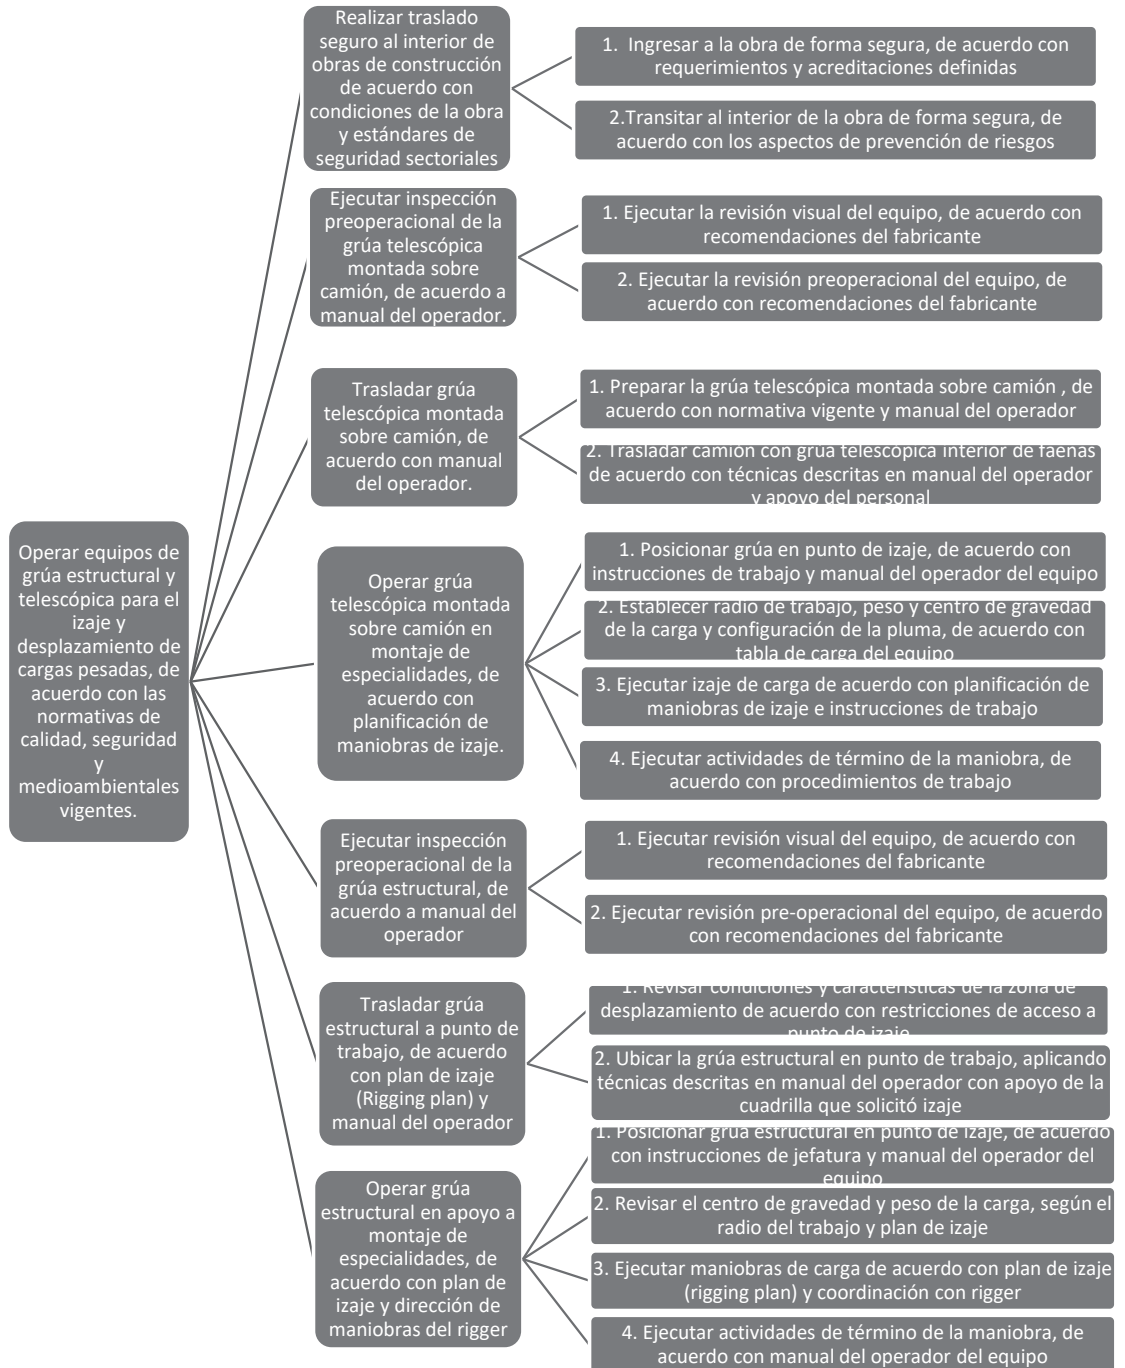 Operar equipos de
grúa estructural y
telescópica para el
izaje y
desplazamiento de
cargas pesadas, de
acuerdo con las
normativas de
calidad, seguridad
y
medioambientales
vigentes.
Realizar traslado
seguro al interior de
obras de construcción
de acuerdo con
condiciones de la obra
y estándares de
seguridad sectoriales
1. Ingresar a la obra de forma segura, de acuerdo con
requerimientos y acreditaciones definidas
2.Transitar al interior de la obra de forma segura, de
acuerdo con los aspectos de prevención de riesgos
Ejecutar inspección
preoperacional de la
grúa telescópica
montada sobre
camión, de acuerdo a
manual del operador.
1. Ejecutar la revisión visual del equipo, de acuerdo con
recomendaciones del fabricante
2. Ejecutar la revisión preoperacional del equipo, de
acuerdo con recomendaciones del fabricante
Trasladar grúa
telescópica montada
sobre camión, de
acuerdo con manual
del operador.
1. Preparar la grúa telescópica montada sobre camión , de
acuerdo con normativa vigente y manual del operador
2. Trasladar camión con grúa telescópica interior de faenas
de acuerdo con técnicas descritas en manual del operador
y apoyo del personal
Operar grúa
telescópica montada
sobre camión en
montaje de
especialidades, de
acuerdo con
planificación de
maniobras de izaje.
1. Posicionar grúa en punto de izaje, de acuerdo con
instrucciones de trabajo y manual del operador del equipo
2. Establecer radio de trabajo, peso y centro de gravedad
de la carga y configuración de la pluma, de acuerdo con
tabla de carga del equipo
3. Ejecutar izaje de carga de acuerdo con planificación de
maniobras de izaje e instrucciones de trabajo
4. Ejecutar actividades de término de la maniobra, de
acuerdo con procedimientos de trabajo
Ejecutar inspección
preoperacional de la
grúa estructural, de
acuerdo a manual del
operador
1. Ejecutar revisión visual del equipo, de acuerdo con
recomendaciones del fabricante
2. Ejecutar revisión pre-operacional del equipo, de acuerdo
con recomendaciones del fabricante
Trasladar grúa
estructural a punto de
trabajo, de acuerdo
con plan de izaje
(Rigging plan) y
manual del operador
1. Revisar condiciones y características de la zona de
desplazamiento de acuerdo con restricciones de acceso a
punto de izaje
2. Ubicar la grúa estructural en punto de trabajo, aplicando
técnicas descritas en manual del operador con apoyo de la
cuadrilla que solicitó izaje
Operar grúa
estructural en apoyo a
montaje de
especialidades, de
acuerdo con plan de
izaje y dirección de
maniobras del rigger
1. Posicionar grúa estructural en punto de izaje, de acuerdo
con instrucciones de jefatura y manual del operador del
equipo
2. Revisar el centro de gravedad y peso de la carga, según el
radio del trabajo y plan de izaje
3. Ejecutar maniobras de carga de acuerdo con plan de izaje
(rigging plan) y coordinación con rigger
4. Ejecutar actividades de término de la maniobra, de
acuerdo con manual del operador del equipo